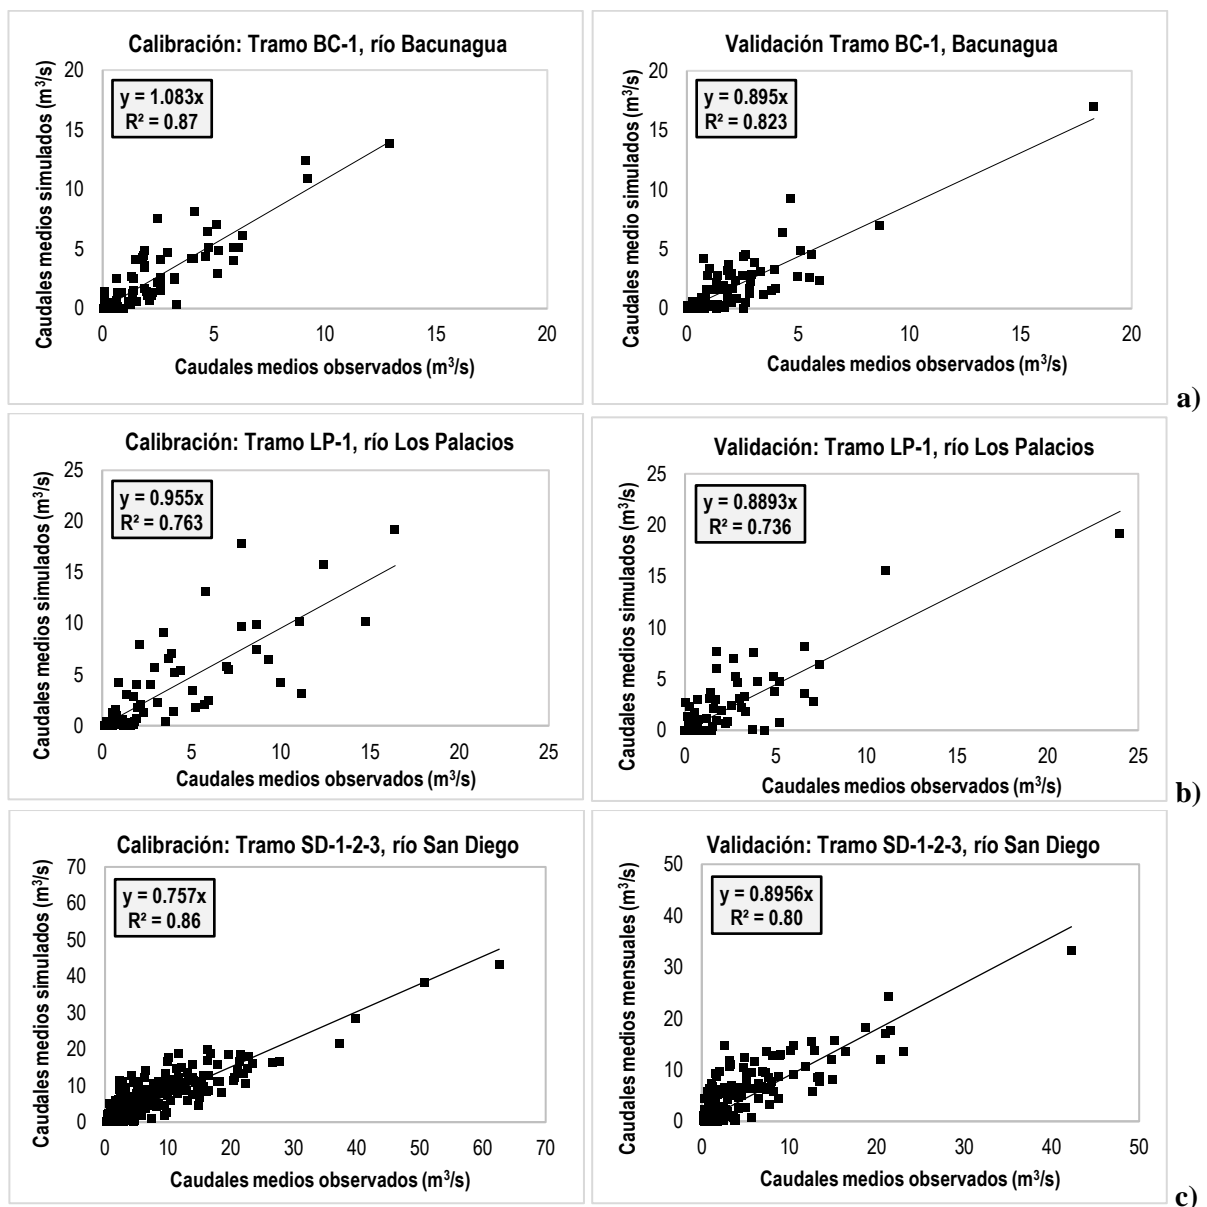 Calibración: Tramo BC-1, río Bacunagua
y = 1.083x
R² = 0.87
Caudales medios simulados (m³/s)
20
15
10
5
0
0 5 10 15 20
Caudales medios observados (m³/s)
Validación Tramo BC-1, Bacunagua
y = 0.895x
R² = 0.823
Caudales medio simulados (m³/s)
20
15
10
5
0
0 5 10 15 20
Caudales medios observados (m³/s)
a)
Calibración: Tramo LP-1, río Los Palacios
y = 0.955x
R² = 0.763
Caudales medios simulados (m³/s)
25
20
15
10
5
0
0 5 10 15 20 25
Caudales medios observados (m³/s)
Validación: Tramo LP-1, río Los Palacios
y = 0.8893x
R² = 0.736
Caudales medios simulados (m³/s)
25
20
15
10
5
0
0 5 10 15 20 25
Caudales medios observados (m³/s)
b)
Calibración: Tramo SD-1-2-3, río San Diego
y = 0.757x
R² = 0.86
Caudales medios simulados (m³/s)
70
60
50
40
30
20
10
0
0 10 20 30 40 50 60 70
Caudales medios observados (m³/s)
Validación: Tramo SD-1-2-3, río San Diego
y = 0.8956x
R² = 0.80
Caudales medios mensuales (m³/s)
50
40
30
20
10
0
0 10 20 30 40 50
Caudales medios observados (m³/s)
c)